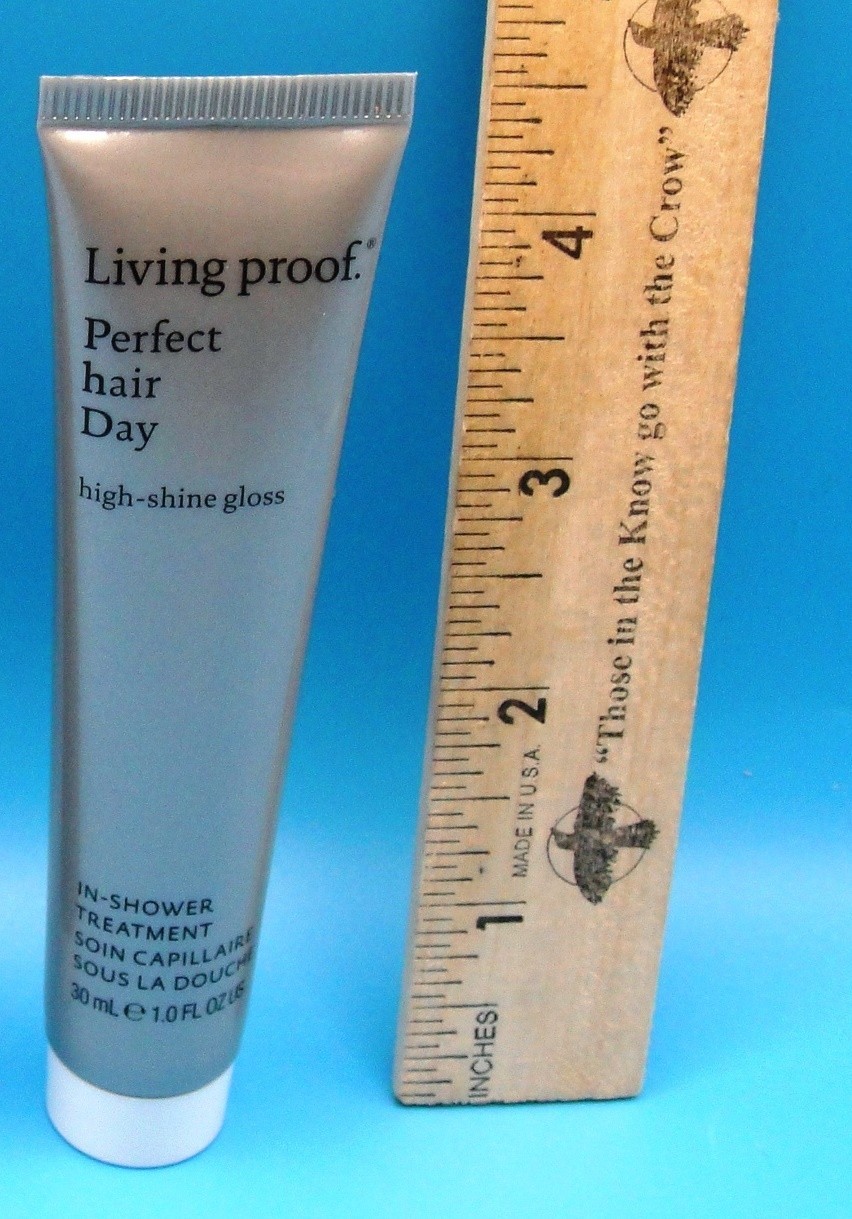 Living proof.®
Perfect
hair
Day
high-shine gloss
IN-SHOWER
TREATMENT
SOIN CAPILLAIRE
SOUS LA DOUCHE
30 mL ℮ 1.0 FL OZ US
4
3
2
1
INCHES
MADE IN U.S.A.
“Those in the Know go with the Crow”